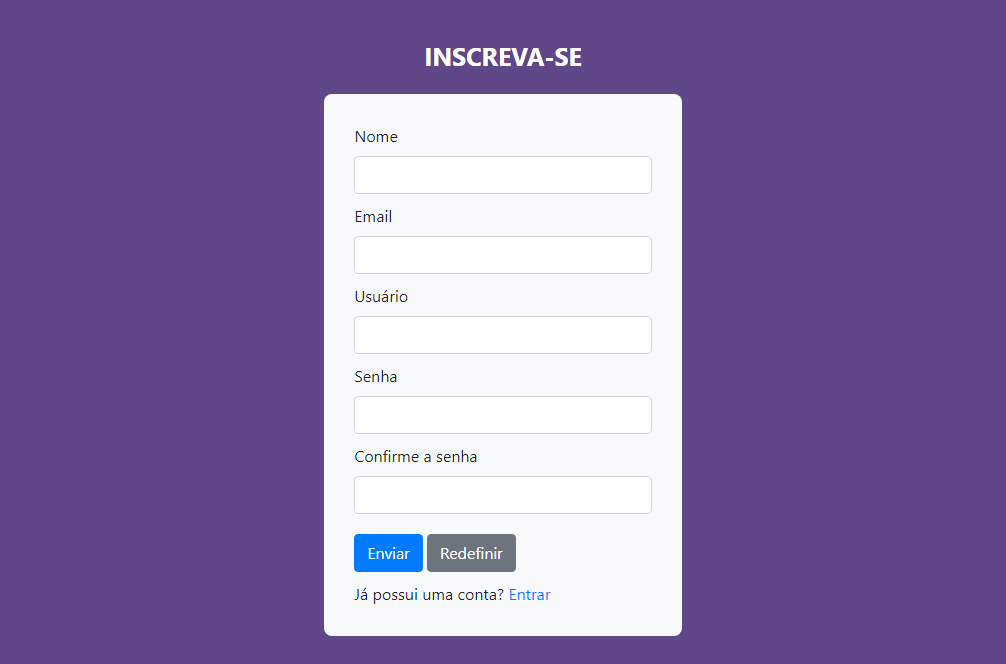 INSCREVA-SE
Nome
Email
Usuário
Senha
Confirme a senha
Enviar Redefinir
Já possui uma conta? Entrar